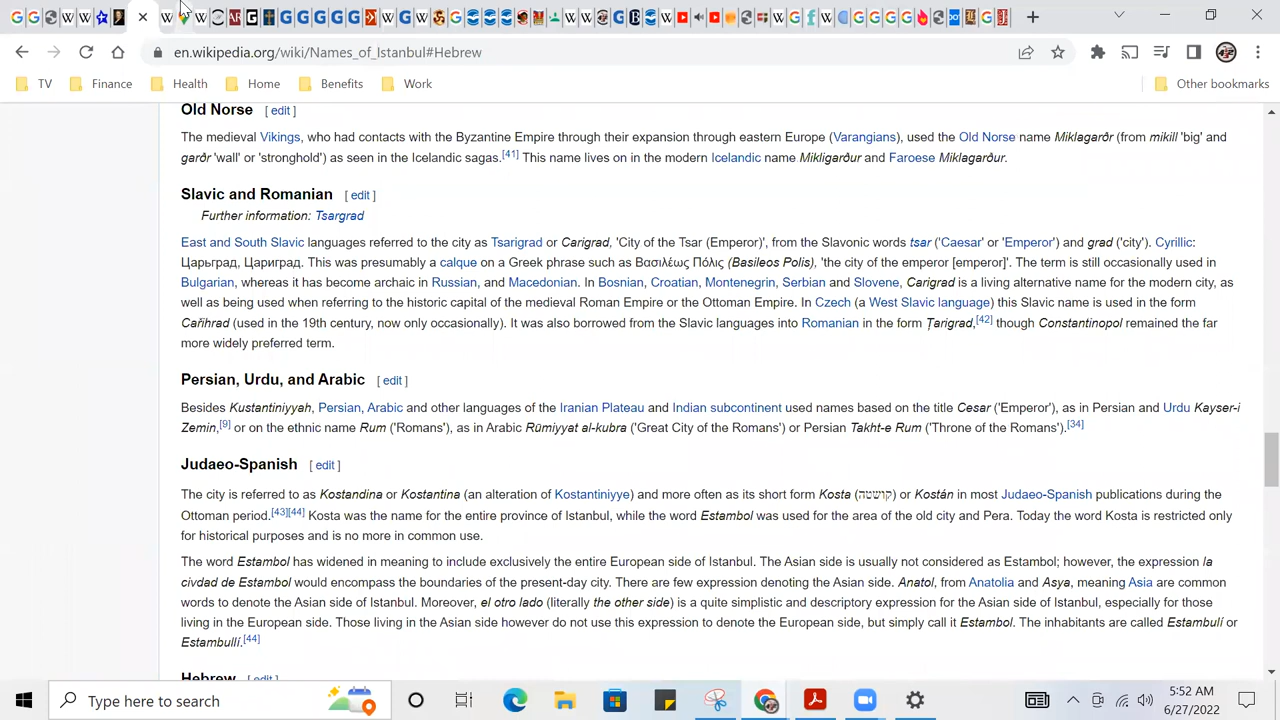 en.wikipedia.org/wiki/Names_of_Istanbul#Hebrew
TV Finance Health Home Benefits Work Other bookmarks
Old Norse [ edit ]
The medieval Vikings, who had contacts with the Byzantine Empire through their expansion through eastern Europe (Varangians), used the Old Norse name Miklagarðr (from mikill 'big' and
garðr 'wall' or 'stronghold') as seen in the Icelandic sagas.[41] This name lives on in the modern Icelandic name Mikligarður and Faroese Miklagarður.
Slavic and Romanian [ edit ]
Further information: Tsargrad
East and South Slavic languages referred to the city as Tsarigrad or Carigrad, 'City of the Tsar (Emperor)', from the Slavonic words tsar ('Caesar' or 'Emperor') and grad ('city'). Cyrillic:
Царьград, Цариград. This was presumably a calque on a Greek phrase such as Βασιλέως Πόλις (Basileos Polis), 'the city of the emperor [emperor]'. The term is still occasionally used in
Bulgarian, whereas it has become archaic in Russian, and Macedonian. In Bosnian, Croatian, Montenegrin, Serbian and Slovene, Carigrad is a living alternative name for the modern city, as
well as being used when referring to the historic capital of the medieval Roman Empire or the Ottoman Empire. In Czech (a West Slavic language) this Slavic name is used in the form
Cařihrad (used in the 19th century, now only occasionally). It was also borrowed from the Slavic languages into Romanian in the form Țarigrad,[42] though Constantinopol remained the far
more widely preferred term.
Persian, Urdu, and Arabic [ edit ]
Besides Kustantiniyyah, Persian, Arabic and other languages of the Iranian Plateau and Indian subcontinent used names based on the title Cesar ('Emperor'), as in Persian and Urdu Kayser-i
Zemin,[9] or on the ethnic name Rum ('Romans'), as in Arabic Rūmiyyat al-kubra ('Great City of the Romans') or Persian Takht-e Rum ('Throne of the Romans').[34]
Judaeo-Spanish [ edit ]
The city is referred to as Kostandina or Kostantina (an alteration of Kostantiniyye) and more often as its short form Kosta (קושטה) or Kostán in most Judaeo-Spanish publications during the
Ottoman period.[43][44] Kosta was the name for the entire province of Istanbul, while the word Estambol was used for the area of the old city and Pera. Today the word Kosta is restricted only
for historical purposes and is no more in common use.
The word Estambol has widened in meaning to include exclusively the entire European side of Istanbul. The Asian side is usually not considered as Estambol; however, the expression la
civdad de Estambol would encompass the boundaries of the present-day city. There are few expression denoting the Asian side. Anatol, from Anatolia and Asya, meaning Asia are common
words to denote the Asian side of Istanbul. Moreover, el otro lado (literally the other side) is a quite simplistic and descriptory expression for the Asian side of Istanbul, especially for those
living in the European side. Those living in the Asian side however do not use this expression to denote the European side, but simply call it Estambol. The inhabitants are called Estambulí or
Estambullí.[44]
Hebrew [ edit ]
Type here to search
5:52 AM
6/27/2022